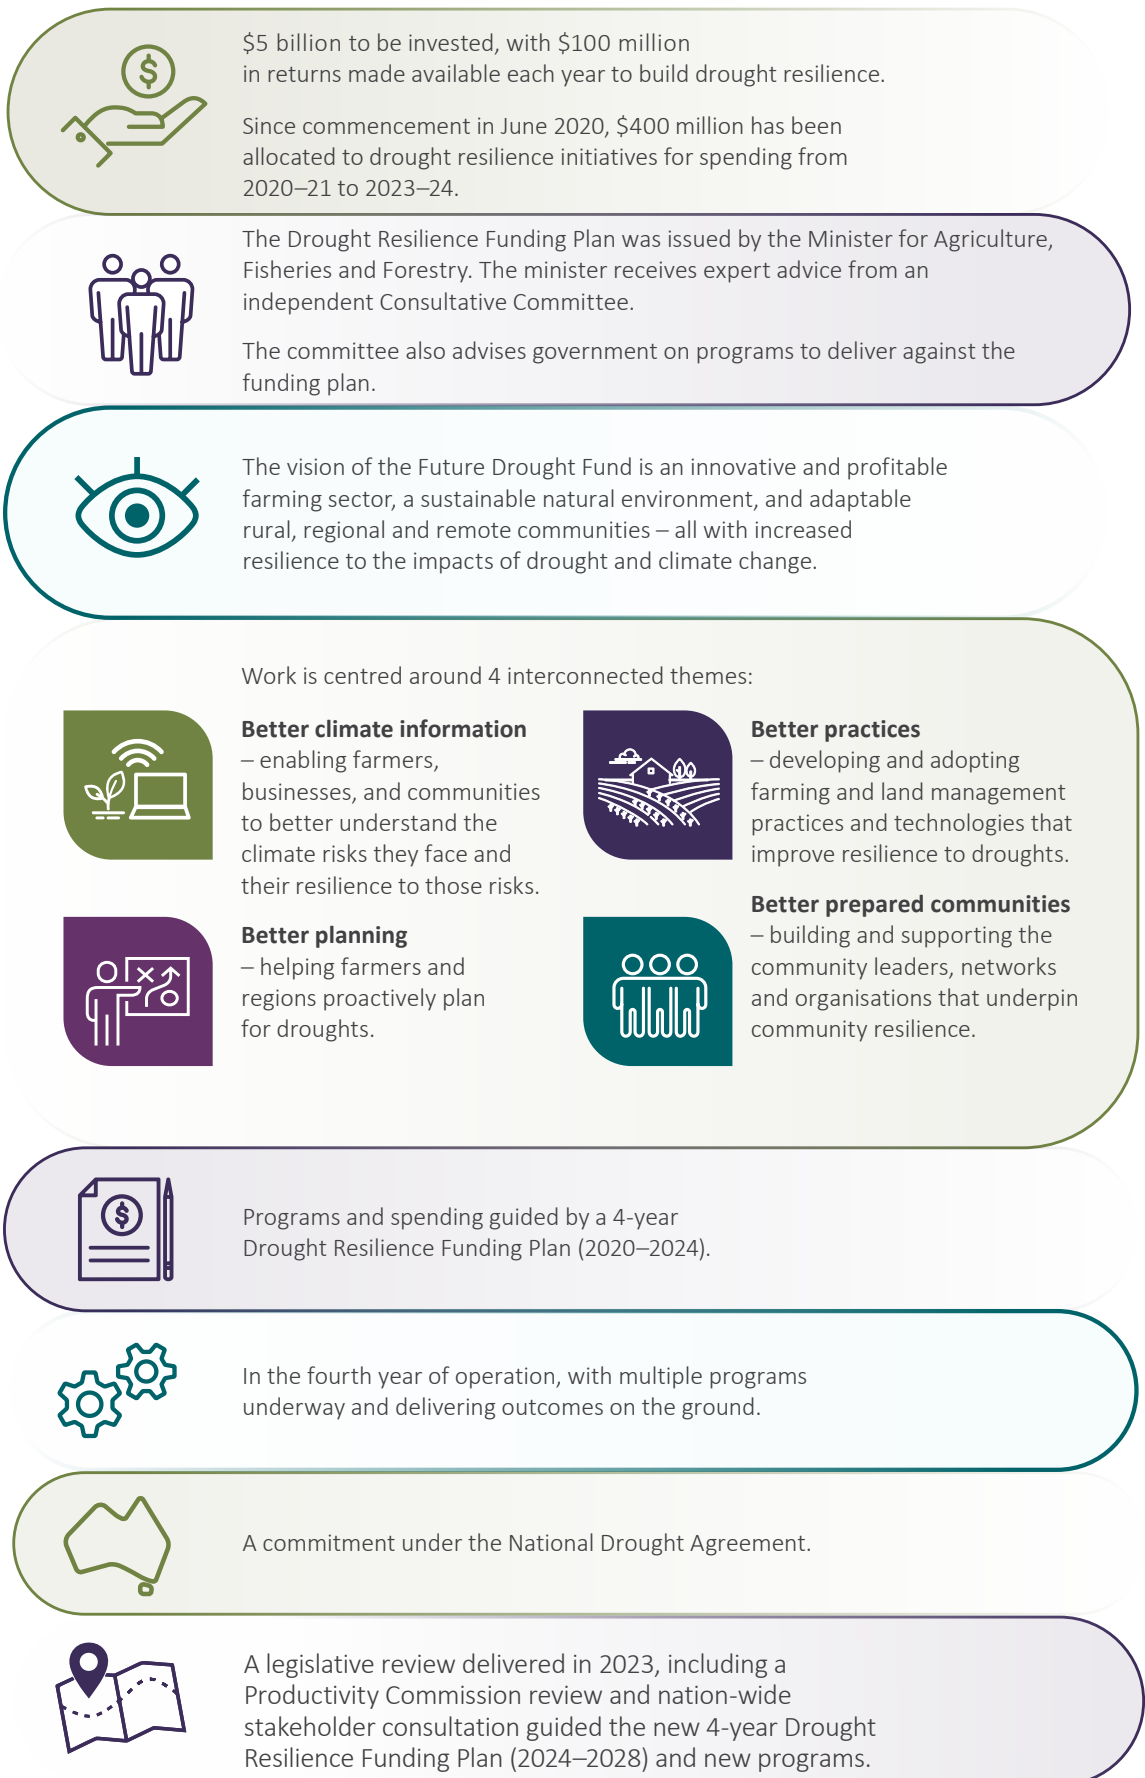 $5 billion to be invested, with $100 million
in returns made available each year to build drought resilience.
Since commencement in June 2020, $400 million has been
allocated to drought resilience initiatives for spending from
2020–21 to 2023–24.
The Drought Resilience Funding Plan was issued by the Minister for Agriculture,
Fisheries and Forestry. The minister receives expert advice from an
independent Consultative Committee.
The committee also advises government on programs to deliver against the
funding plan.
The vision of the Future Drought Fund is an innovative and profitable
farming sector, a sustainable natural environment, and adaptable
rural, regional and remote communities – all with increased
resilience to the impacts of drought and climate change.
Work is centred around 4 interconnected themes:
Better climate information
– enabling farmers,
businesses, and communities
to better understand the
climate risks they face and
their resilience to those risks.
Better practices
– developing and adopting
farming and land management
practices and technologies that
improve resilience to droughts.
Better planning
– helping farmers and
regions proactively plan
for droughts.
Better prepared communities
– building and supporting the
community leaders, networks
and organisations that underpin
community resilience.
Programs and spending guided by a 4-year
Drought Resilience Funding Plan (2020–2024).
In the fourth year of operation, with multiple programs
underway and delivering outcomes on the ground.
A commitment under the National Drought Agreement.
A legislative review delivered in 2023, including a
Productivity Commission review and nation-wide
stakeholder consultation guided the new 4-year Drought
Resilience Funding Plan (2024–2028) and new programs.